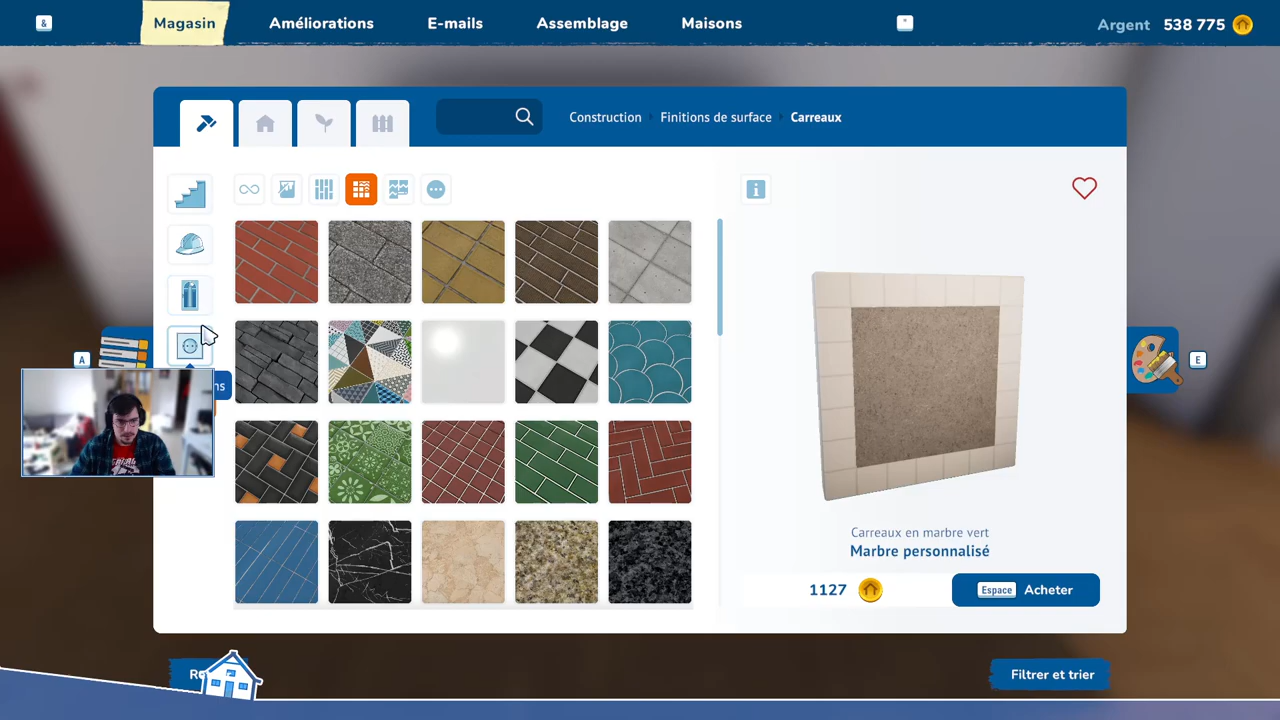 & Magasin Améliorations E-mails Assemblage Maisons " Argent 538 775
Construction Finitions de surface Carreaux
A
E
Carreaux en marbre vert
Marbre personnalisé
1127 Espace Acheter
Filtrer et trier